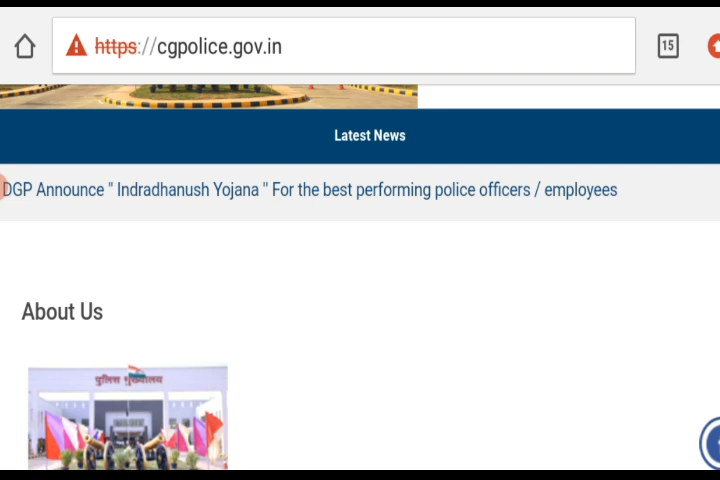 15
https://cgpolice.gov.in
Latest News
DGP Announce " Indradhanush Yojana " For the best performing police officers / employees
About Us
पुलिस मुख्यालय